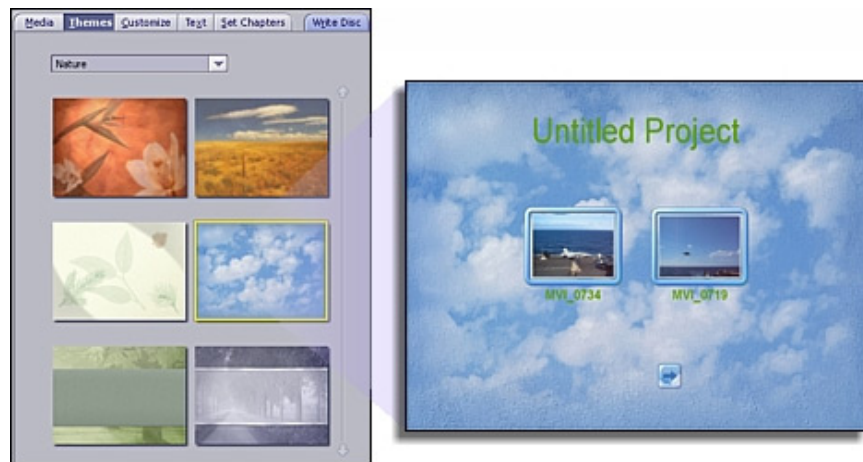 Media Themes Customize Text Set Chapters Write Disc
Nature
Untitled Project
MVI_0734 MVI_0719